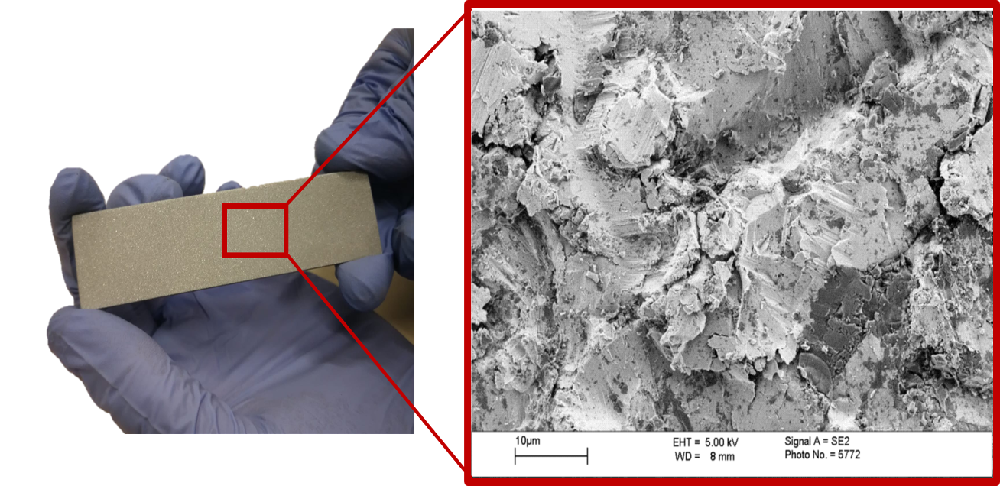 10µm
EHT = 5.00 kV
WD = 8 mm
Signal A = SE2
Photo No. = 5772